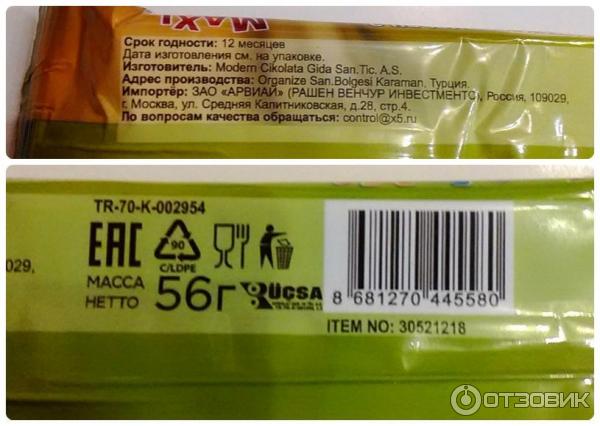 MAXI
Срок годности: 12 месяцев
Дата изготовления см. на упаковке.
Изготовитель: Modern Cikolata Gida San.Tic. A.S.
Адрес производства: Organize San.Bolgesi Karaman, Турция.
Импортёр: ЗАО «АРВИАЙ» (РАШЕН ВЕНЧУР ИНВЕСТМЕНТС), Россия, 109029,
г. Москва, ул. Средняя Калитниковская, д.28, стр.4.
По вопросам качества обращаться: control@x5.ru
TR-70-K-002954
029,
EAC
90
C/LDPE
МАССА
НЕТТО
56г
ÜÇSA
8 681270 445580
ITEM NO: 30521218
ОТЗОВИК